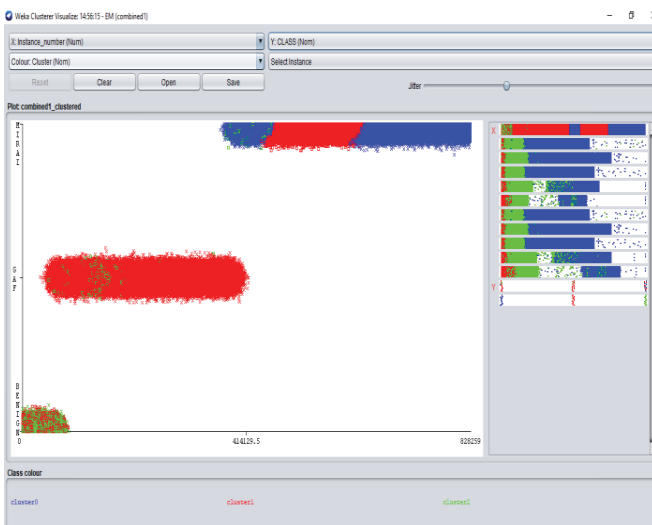 Weka Clusterer Visualize: 14:56:15 - EM (combined1)
X: Instance_number (Num)
Y: CLASS (Nom)
Colour: Cluster (Nom)
Select Instance
Reset
Clear
Open
Save
Jitter
Plot: combined1_clustered
MIRAI
GAF
BENIGN
0
414129.5
828259
X
Y
Class colour
cluster0
cluster1
cluster2